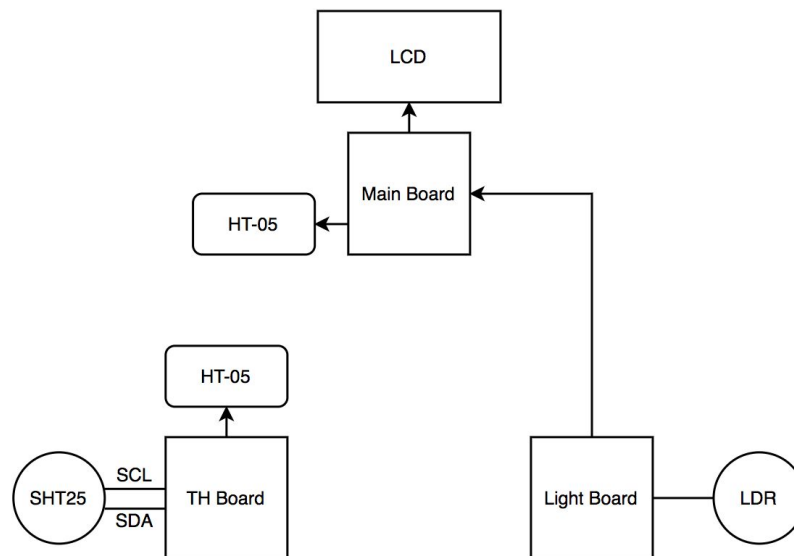 LCD
Main Board
HT-05
HT-05
SCL
SHT25
TH Board
Light Board
LDR
SDA